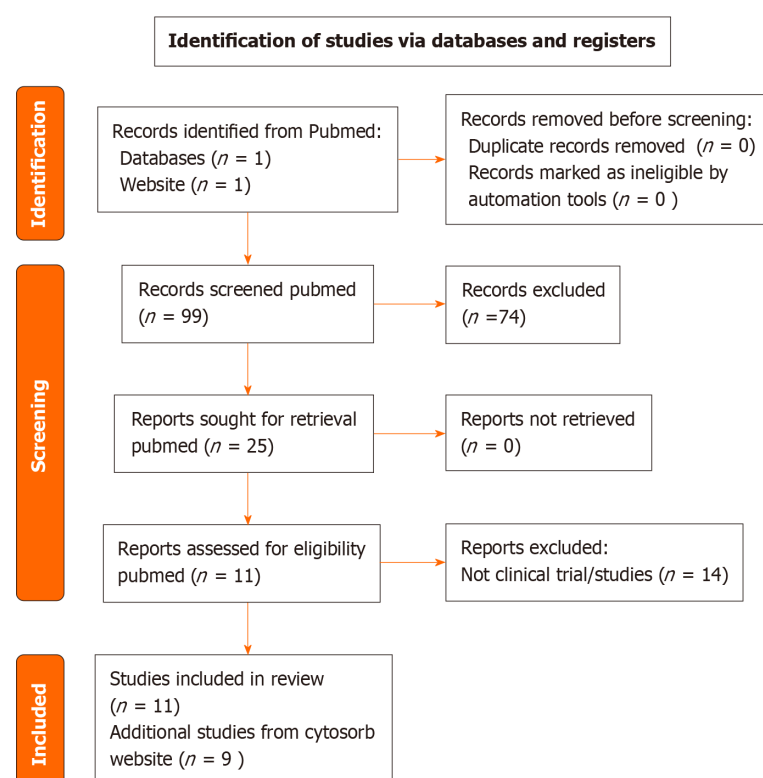 Identification of studies via databases and registers
Identification
Records identified from Pubmed:
Databases (n = 1)
Website (n = 1)
Records removed before screening:
Duplicate records removed (n = 0)
Records marked as ineligible by
automation tools (n = 0 )
Screening
Records screened pubmed
(n = 99)
Records excluded
(n =74)
Reports sought for retrieval
pubmed (n = 25)
Reports not retrieved
(n = 0)
Reports assessed for eligibility
pubmed (n = 11)
Reports excluded:
Not clinical trial/studies (n = 14)
Included
Studies included in review
(n = 11)
Additional studies from cytosorb
website (n = 9 )